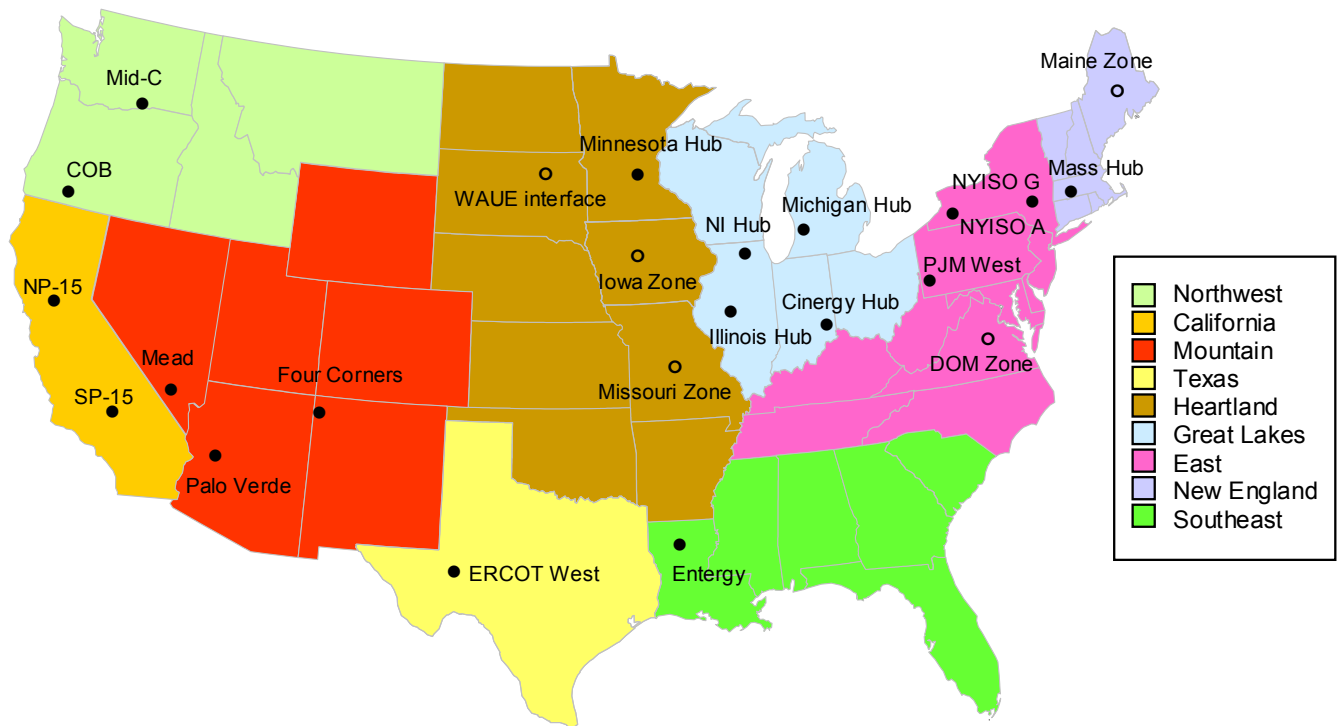 Maine Zone
Mid-C
Minnesota Hub
COB
Mass Hub
NYISO G
WAUE interface
Michigan Hub
NI Hub
NYISO A
PJM West
NP-15
Iowa Zone
Cinergy Hub
Illinois Hub
Mead
DOM Zone
Four Corners
Missouri Zone
SP-15
Palo Verde
ERCOT West
Entergy
Northwest
California
Mountain
Texas
Heartland
Great Lakes
East
New England
Southeast